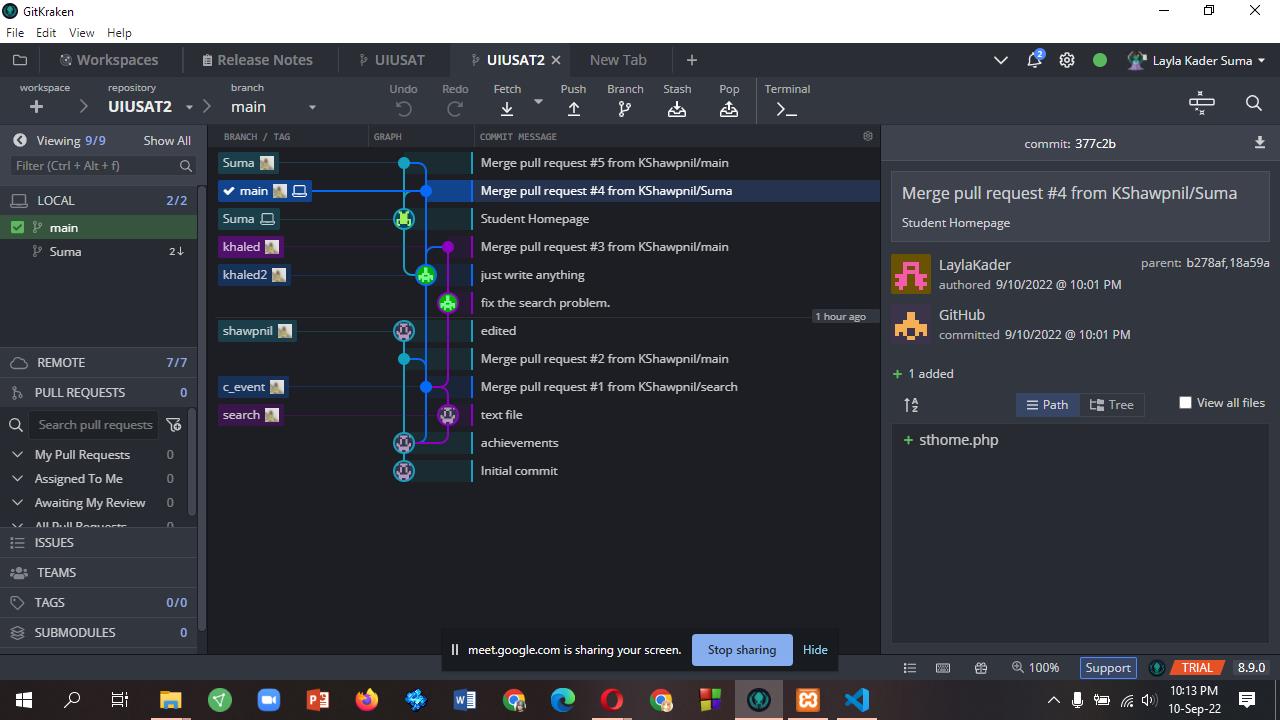 GitKraken
File Edit View Help
Workspaces Release Notes UIUSAT UIUSAT2 New Tab 2 Layla Kader Suma
workspace repository branch
UIUSAT2 main
Undo Redo Fetch Push Branch Stash Pop Terminal
Viewing 9/9 Show All
Filter (Ctrl + Alt + f)
LOCAL 2/2
main
Suma 2↓
REMOTE 7/7
PULL REQUESTS 0
Search pull requests
My Pull Requests 0
Assigned To Me 0
Awaiting My Review 0
All Pull Requests 0
ISSUES
TEAMS
TAGS 0/0
SUBMODULES 0
BRANCH / TAG GRAPH COMMIT MESSAGE
Suma Merge pull request #5 from KShawpnil/main
main Merge pull request #4 from KShawpnil/Suma
Suma Student Homepage
khaled Merge pull request #3 from KShawpnil/main
khaled2 just write anything
fix the search problem.
1 hour ago
shawpnil edited
Merge pull request #2 from KShawpnil/main
c_event Merge pull request #1 from KShawpnil/search
search text file
achievements
Initial commit
commit: 377c2b
Merge pull request #4 from KShawpnil/Suma
Student Homepage
LaylaKader parent: b278af,18a59a
authored 9/10/2022 @ 10:01 PM
GitHub
committed 9/10/2022 @ 10:01 PM
+ 1 added
A Z Path Tree View all files
+ sthome.php
meet.google.com is sharing your screen. Stop sharing Hide
100% Support TRIAL 8.9.0
10:13 PM
10-Sep-22